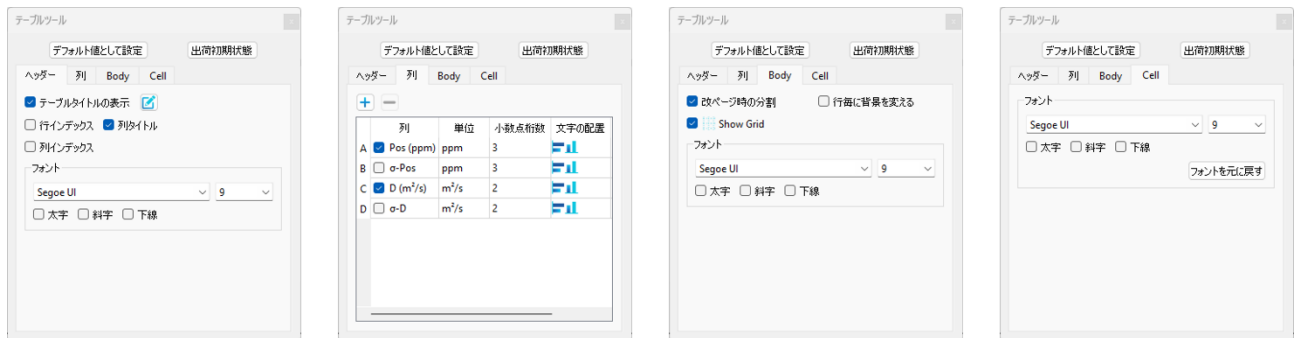 テーブルツール
デフォルト値として設定 出荷初期状態
ヘッダー 列 Body Cell
テーブルタイトルの表示
行インデックス 列タイトル
列インデックス
フォント
Segoe UI 9
太字 斜字 下線
テーブルツール
デフォルト値として設定 出荷初期状態
ヘッダー 列 Body Cell
列 単位 小数点桁数 文字の配置
A Pos (ppm) ppm 3
B σ-Pos ppm 3
C D (m²/s) m²/s 2
D σ-D m²/s 2
テーブルツール
デフォルト値として設定 出荷初期状態
ヘッダー 列 Body Cell
改ページ時の分割 行毎に背景を変える
Show Grid
フォント
Segoe UI 9
太字 斜字 下線
テーブルツール
デフォルト値として設定 出荷初期状態
ヘッダー 列 Body Cell
フォント
Segoe UI 9
太字 斜字 下線
フォントを元に戻す